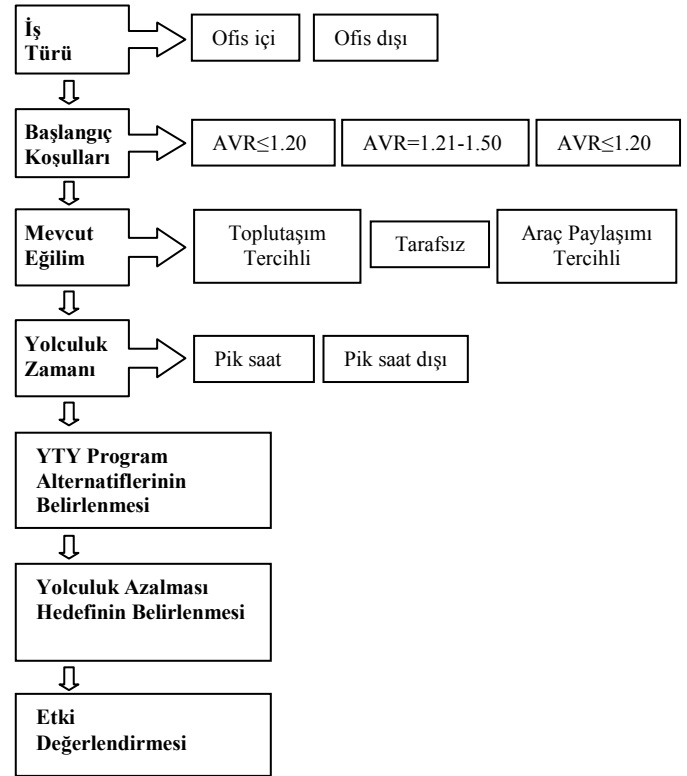 İş
Türü
Ofis içi
Ofis dışı
Başlangıç
Koşulları
AVR≤1.20
AVR=1.21-1.50
AVR≤1.20
Mevcut
Eğilim
Toplutaşım
Tercihli
Tarafsız
Araç Paylaşımı
Tercihli
Yolculuk
Zamanı
Pik saat
Pik saat dışı
YTY Program
Alternatiflerinin
Belirlenmesi
Yolculuk Azalması
Hedefinin Belirlenmesi
Etki
Değerlendirmesi